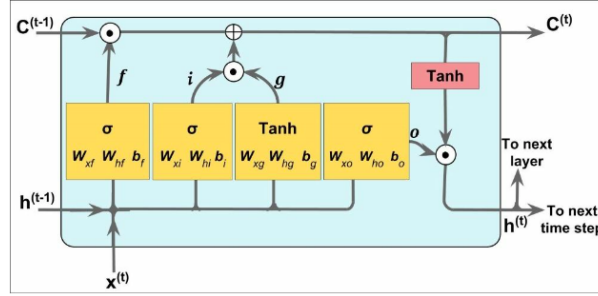 C(t-1)
C(t)
f
i
g
Tanh
σ
Wxf Whf bf
σ
Wxi Whi bi
Tanh
Wxg Whg bg
σ
Wxo Who bo
o
To next
layer
h(t-1)
h(t)
To next
time step
x(t)